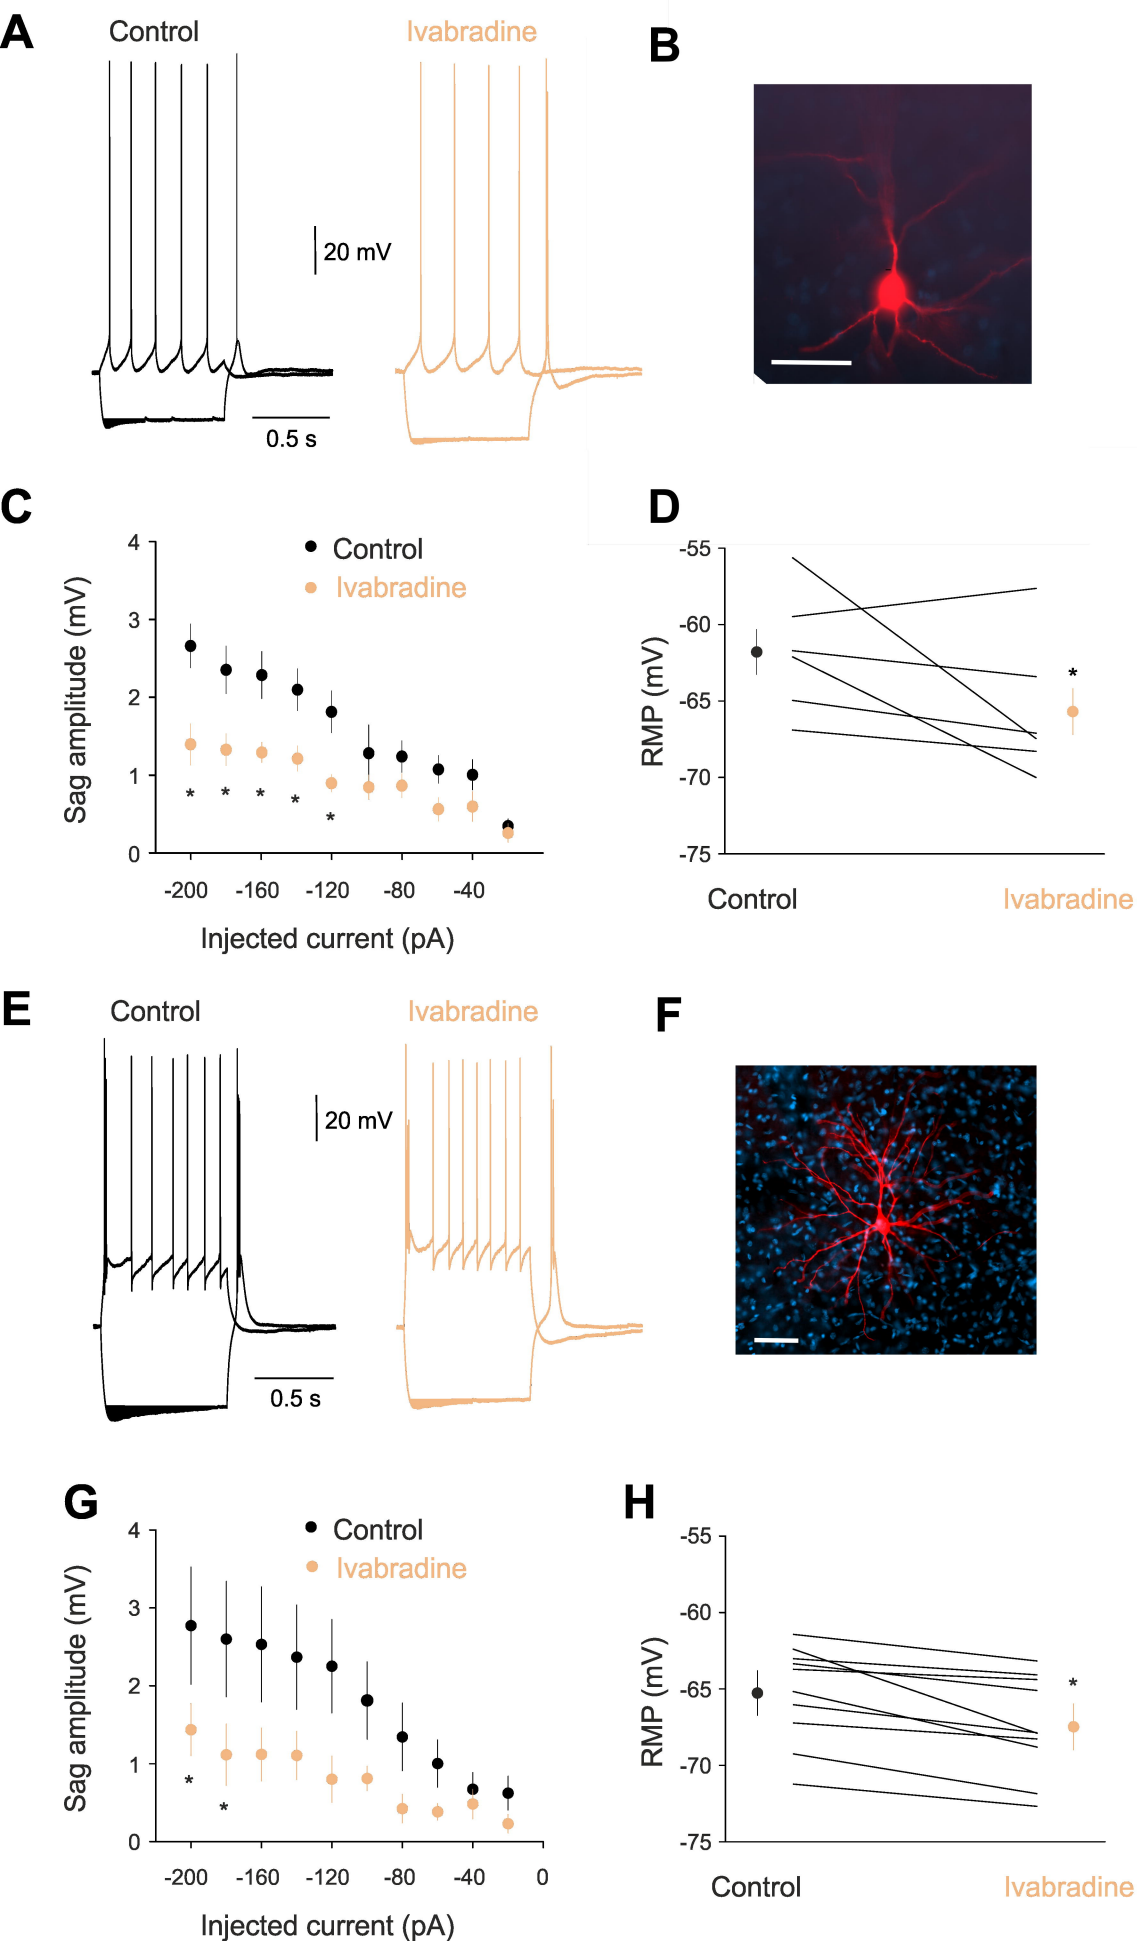 A
Control
Ivabradine
B
20 mV
0.5 s
C
D
4
3
2
1
0
Sag amplitude (mV)
Control
Ivabradine
* * * * *
-200 -160 -120 -80 -40
Injected current (pA)
-55
-60
-65
-70
-75
RMP (mV)
*
Control
Ivabradine
E
Control
Ivabradine
F
20 mV
0.5 s
G
H
4
3
2
1
0
Sag amplitude (mV)
Control
Ivabradine
* *
-200 -160 -120 -80 -40 0
Injected current (pA)
-55
-60
-65
-70
-75
RMP (mV)
*
Control
Ivabradine